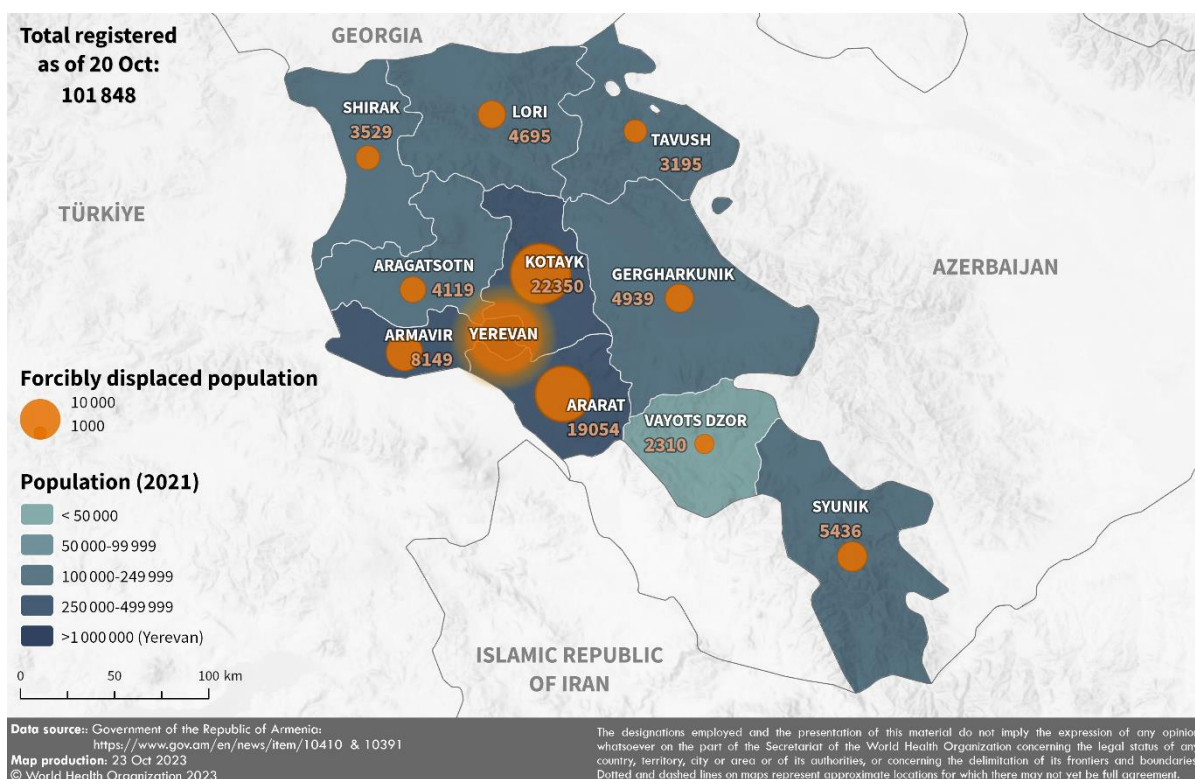 Total registered
as of 20 Oct:
101 848
GEORGIA
SHIRAK
3529
LORI
4695
TAVUSH
3195
TÜRKİYE
ARAGATSOTN
4119
KOTAYK
22350
GERGHARKUNIK
4939
AZERBAIJAN
ARMAVIR
8149
YEREVAN
ARARAT
19054
VAYOTS DZOR
2310
SYUNIK
5436
ISLAMIC REPUBLIC
OF IRAN
Forcibly displaced population
10 000
1000
Population (2021)
< 50 000
50 000-99 999
100 000-249 999
250 000-499 999
>1 000 000 (Yerevan)
0 50 100 km
Data source:: Government of the Republic of Armenia:
https://www.gov.am/en/news/item/10410 & 10391
Map production: 23 Oct 2023
© World Health Organization 2023
The designations employed and the presentation of this material do not imply the expression of any opinion
whatsoever on the part of the Secretariat of the World Health Organization concerning the legal status of any
country, territory, city or area or of its authorities, or concerning the delimitation of its frontiers and boundaries.
Dotted and dashed lines on maps represent approximate locations for which there may not yet be full agreement.